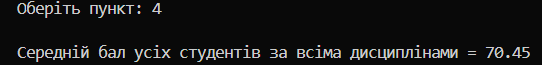 Оберіть пункт: 4
Середній бал усіх студентів за всіма дисциплінами = 70.45